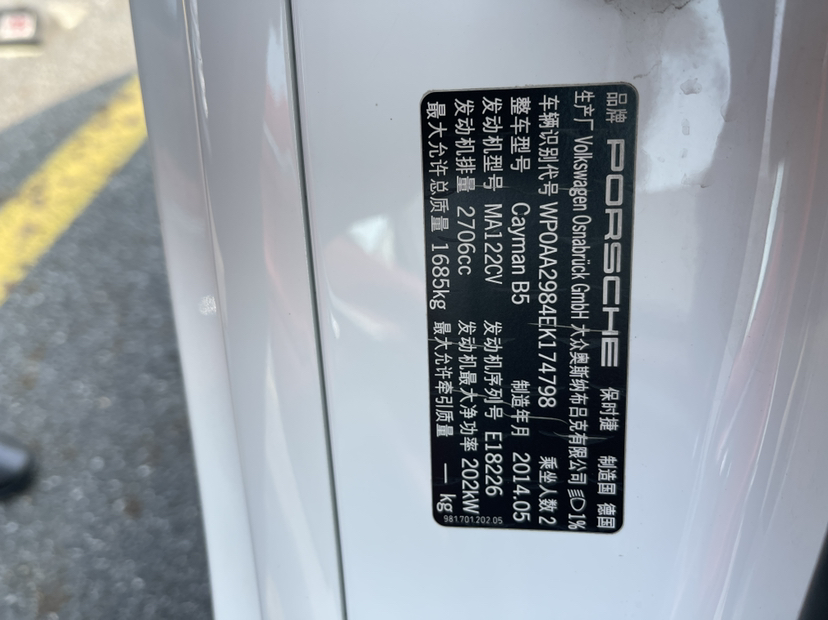 品牌 PORSCHE 保时捷 制造国 德国
生产厂 Volkswagen Osnabrück GmbH 大众奥斯纳布吕克有限公司 1%
车辆识别代号 WP0AA2984EK174798 乘坐人数 2
整车型号 Cayman B5 制造年月 2014.05
发动机型号 MA122CV 发动机序列号 E18226
发动机排量 2706cc 发动机最大净功率 202kW
最大允许总质量 1685kg 最大允许牵引质量 — kg
981.701.202.05